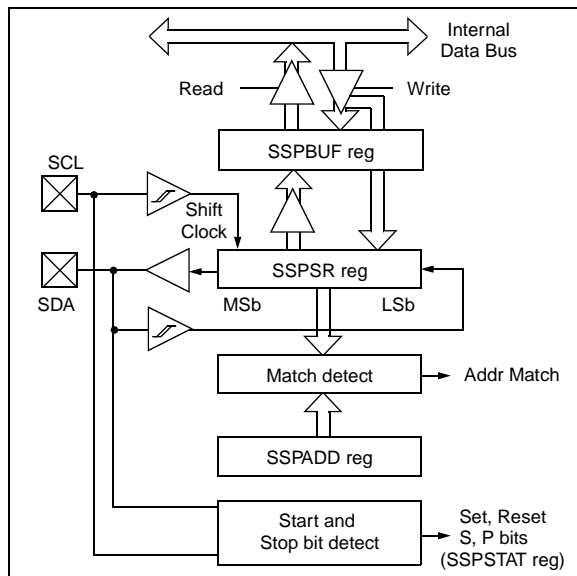 Internal
Data Bus
Read
Write
SSPBUF reg
SCL
Shift
Clock
SSPSR reg
SDA
MSb
LSb
Match detect
Addr Match
SSPADD reg
Start and
Stop bit detect
Set, Reset
S, P bits
(SSPSTAT reg)